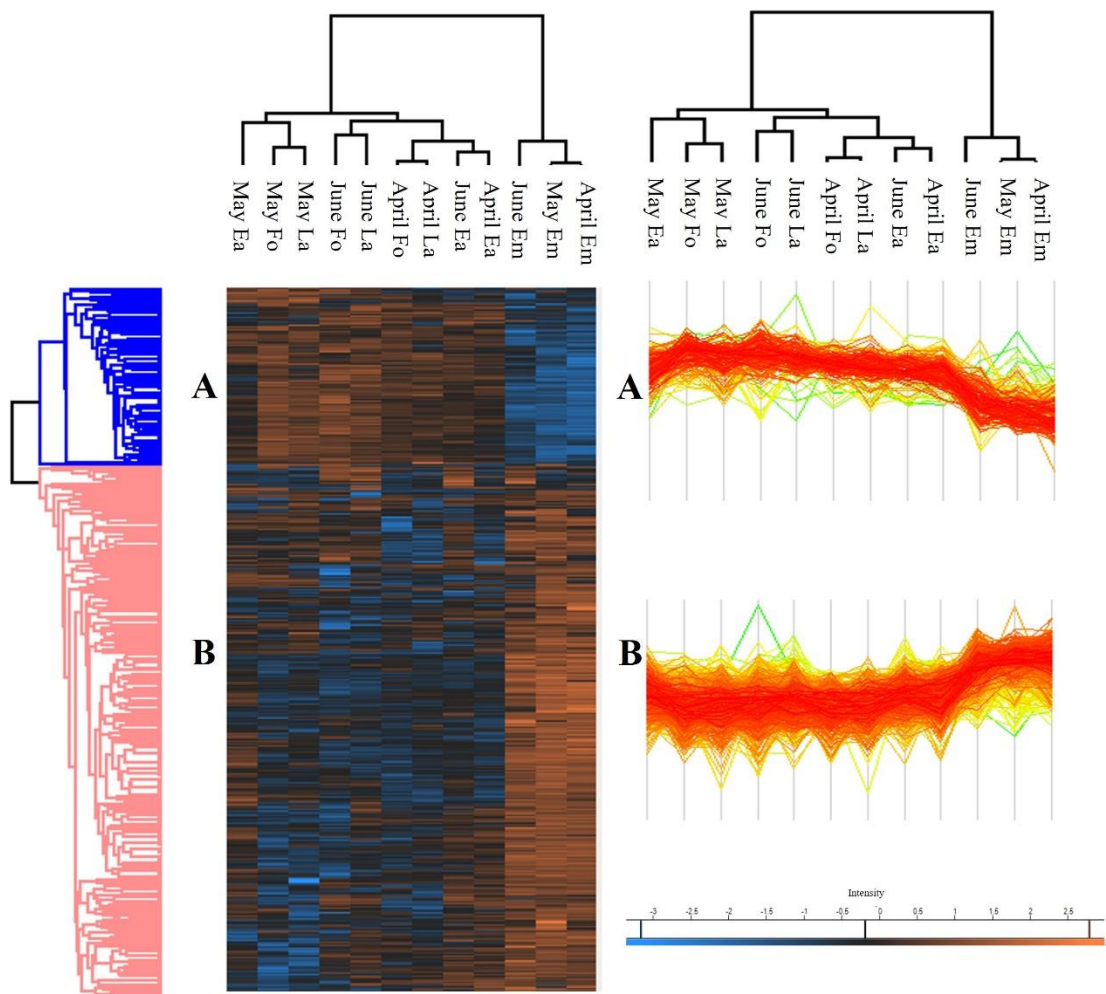 May Ea
May Fo
May La
June Fo
June La
April Fo
April La
June Ea
April Ea
June Em
May Em
April Em
May Ea
May Fo
May La
June Fo
June La
April Fo
April La
June Ea
April Ea
June Em
May Em
April Em
A
A
B
B
Intensity
-3 -2.5 -2 -1.5 -1 -0.5 0 0.5 1 1.5 2 2.5